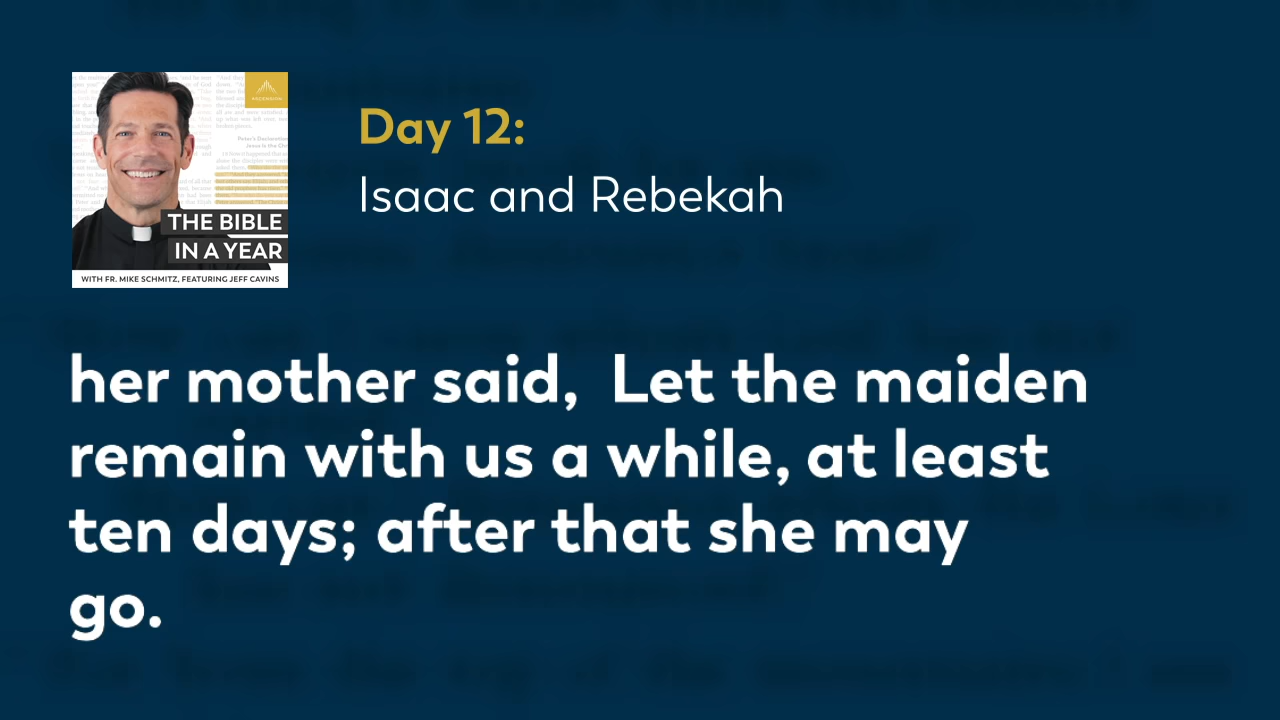 Day 12:
Isaac and Rebekah
THE BIBLE
IN A YEAR
WITH FR. MIKE SCHMITZ, FEATURING JEFF CAVINS
her mother said,  Let the maiden
remain with us a while, at least
ten days; after that she may
go.